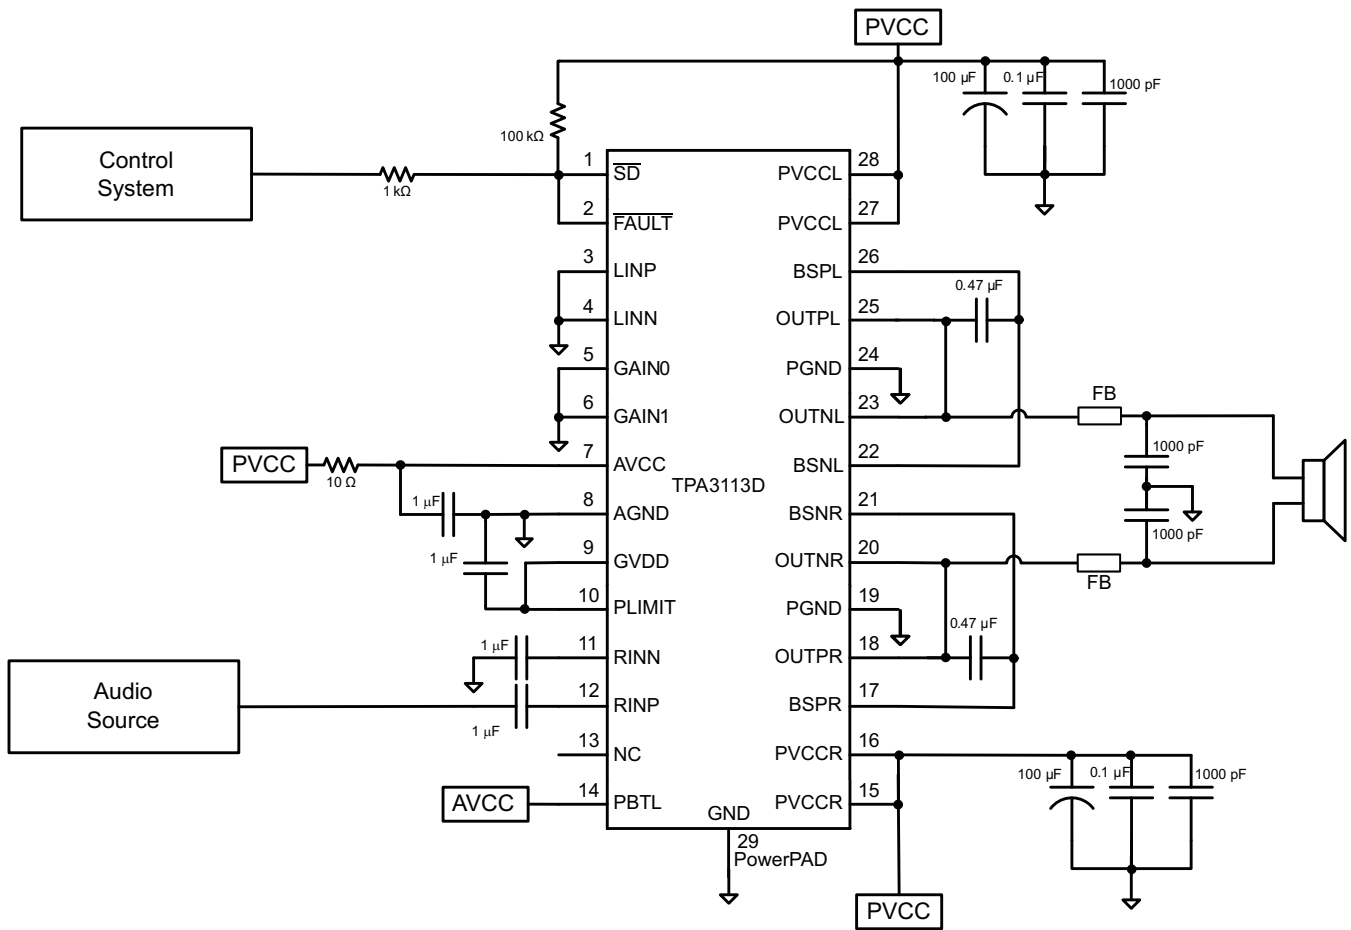 PVCC
100 µF
0.1 µF
1000 pF
100 kΩ
Control
System
1 kΩ
1
SD
28
PVCCL
2
FAULT
27
PVCCL
3
LINP
26
BSPL
0.47 µF
4
LINN
25
OUTPL
5
GAIN0
24
PGND
6
GAIN1
23
OUTNL
FB
7
AVCC
22
BSNL
1000 pF
PVCC
10 Ω
TPA3113D
1 µF
8
AGND
21
BSNR
1000 pF
1 µF
9
GVDD
20
OUTNR
FB
10
PLIMIT
19
PGND
0.47 µF
1 µF
11
RINN
18
OUTPR
Audio
Source
12
RINP
17
BSPR
1 µF
13
NC
16
PVCCR
100 µF
0.1 µF
1000 pF
AVCC
14
PBTL
15
PVCCR
GND
29
PowerPAD
PVCC